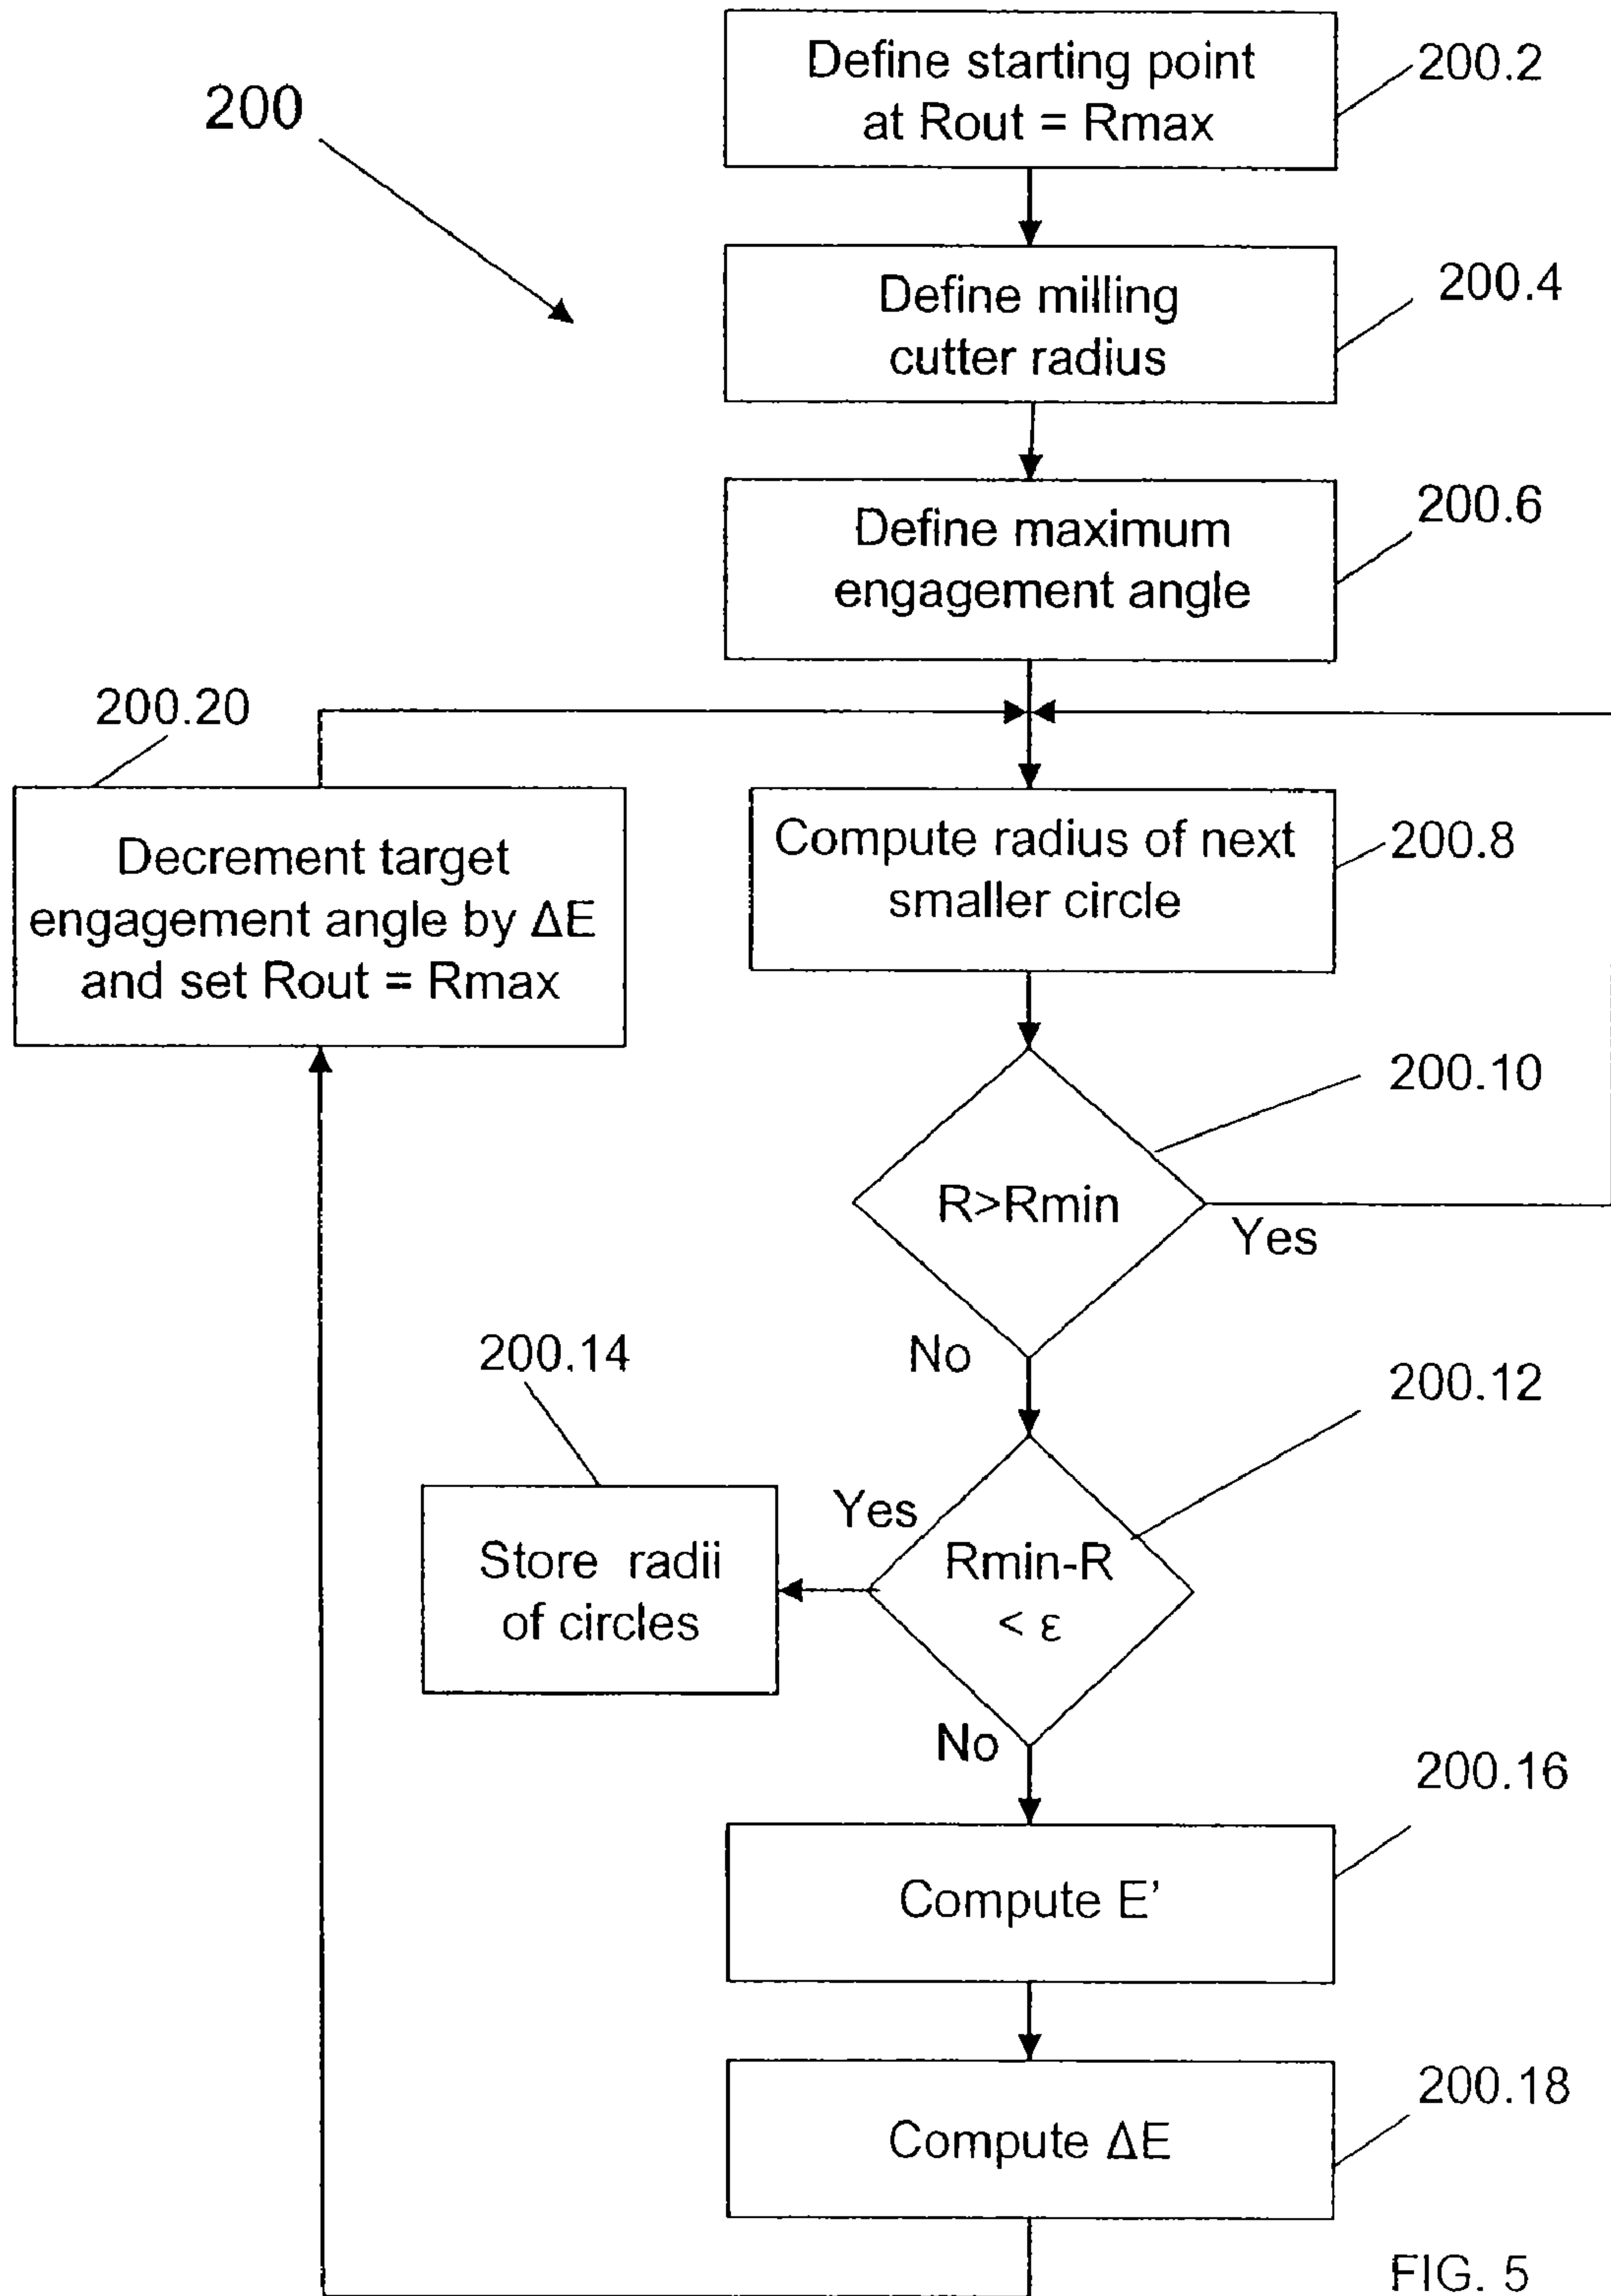 200
Define starting point
at Rout = Rmax
200.2
Define milling
cutter radius
200.4
Define maximum
engagement angle
200.6
200.20
Decrement target
engagement angle by ΔE
and set Rout = Rmax
Compute radius of next
smaller circle
200.8
R>Rmin
200.10
Yes
No
200.14
Store radii
of circles
Yes
Rmin-R
< ε
200.12
No
Compute E’
200.16
Compute ΔE
200.18
FIG. 5